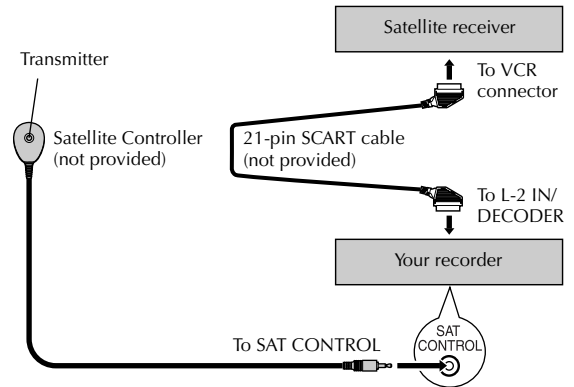 Satellite receiver
Transmitter
To VCR
connector
Satellite Controller
(not provided)
21-pin SCART cable
(not provided)
To L-2 IN/
DECODER
Your recorder
SAT
CONTROL
To SAT CONTROL